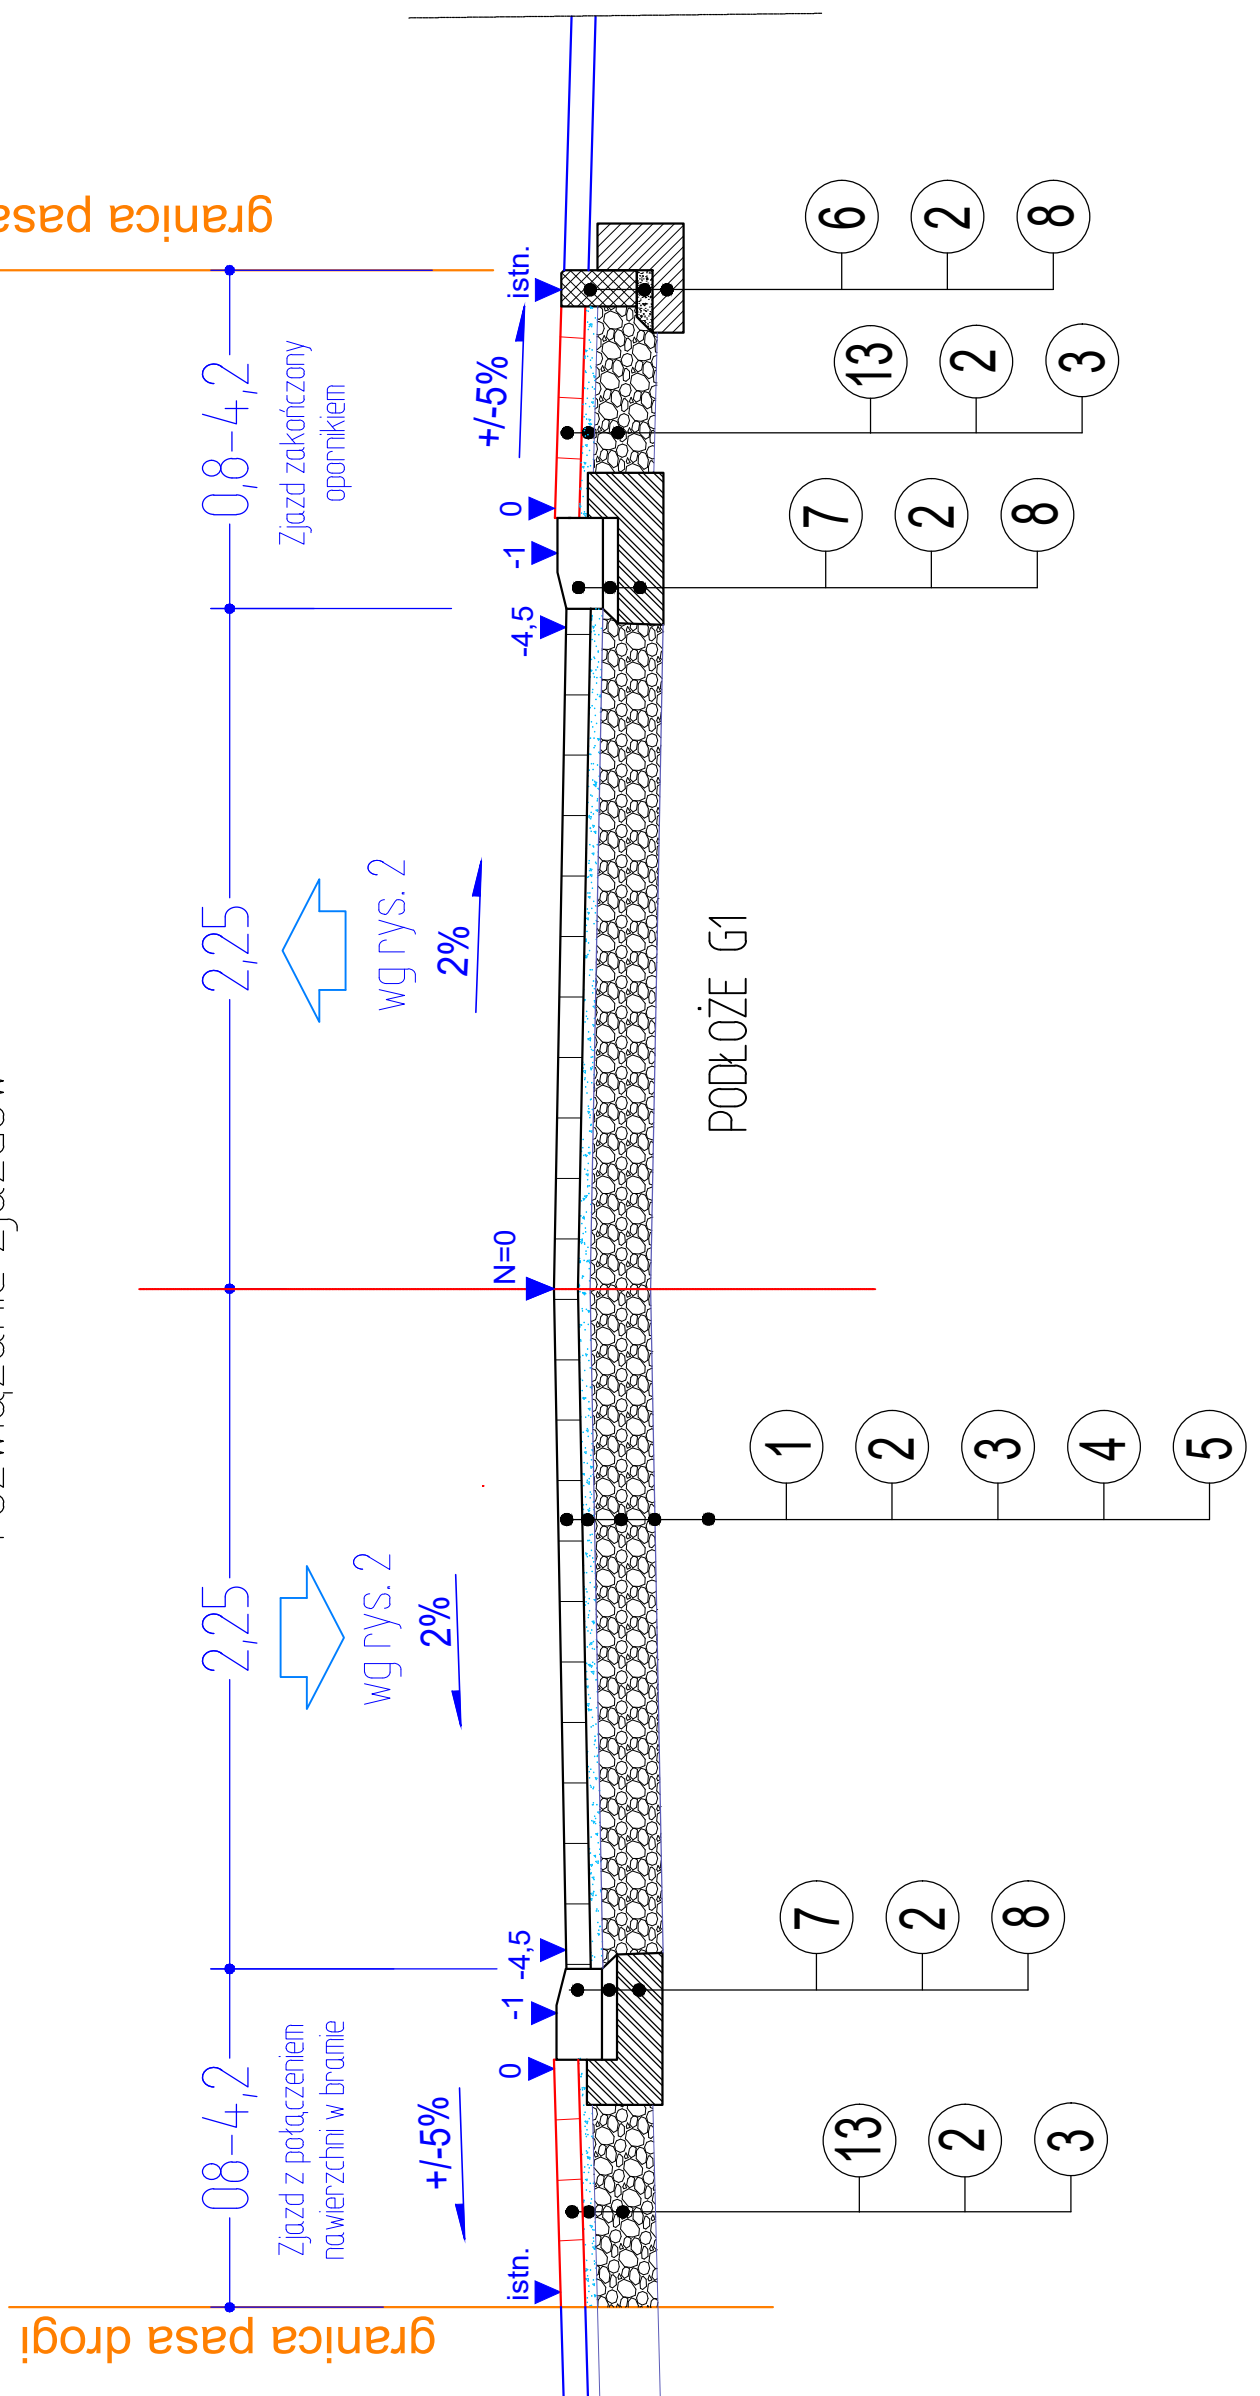 granica pasa drogi
granica pasa
08-4,2
2,25
2,25
0,8-4,2
Zjazd z połączeniem
nawierzchni w bramie
Zjazd zakończony
opornikiem
wg rys. 2
wg rys. 2
+/-5%
2%
2%
+/-5%
istn.
0
-1
-4,5
N=0
-4,5
-1
0
istn.
PODŁOŻE G1
13
2
3
7
2
8
1
2
3
4
5
7
2
8
13
2
3
6
2
8